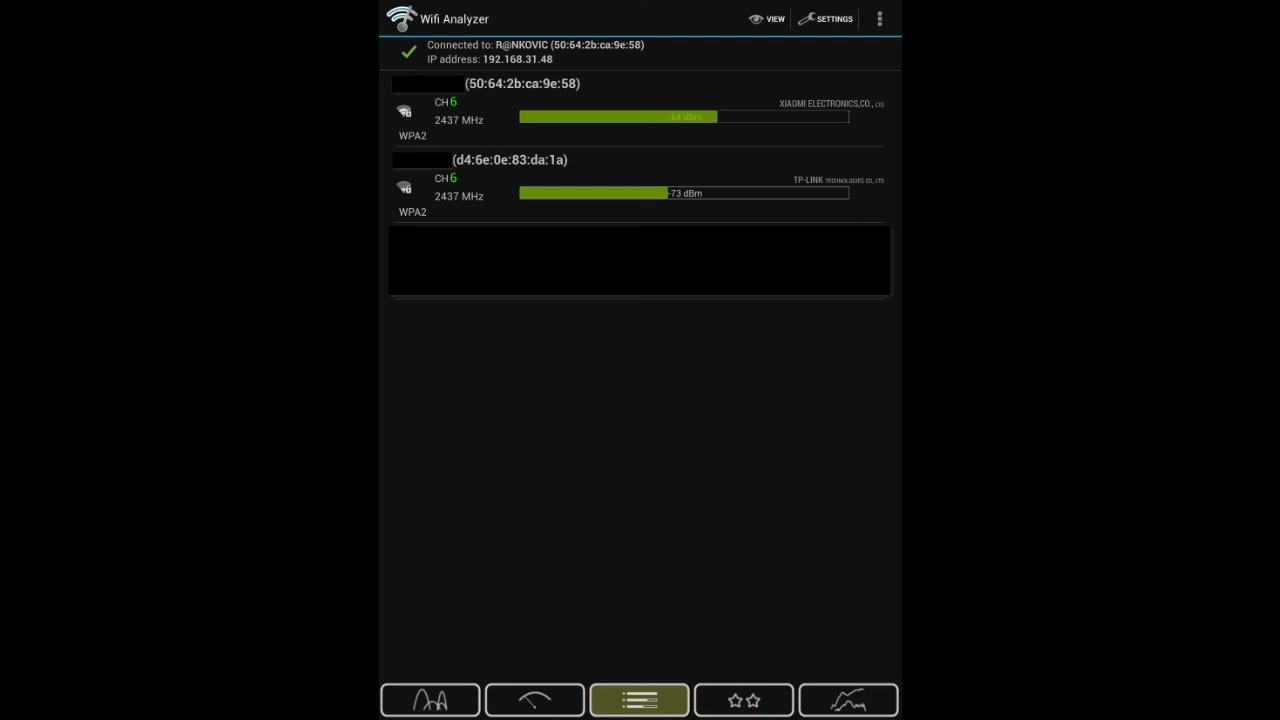 Wifi Analyzer VIEW SETTINGS
Connected to: R@NKOVIC (50:64:2b:ca:9e:58)
IP address: 192.168.31.48
(50:64:2b:ca:9e:58)
CH 6 XIAOMI ELECTRONICS,CO., LTD
2437 MHz -64 dBm
WPA2
(d4:6e:0e:83:da:1a)
CH 6 TP-LINK TECHNOLOGIES CO., LTD
2437 MHz -73 dBm
WPA2